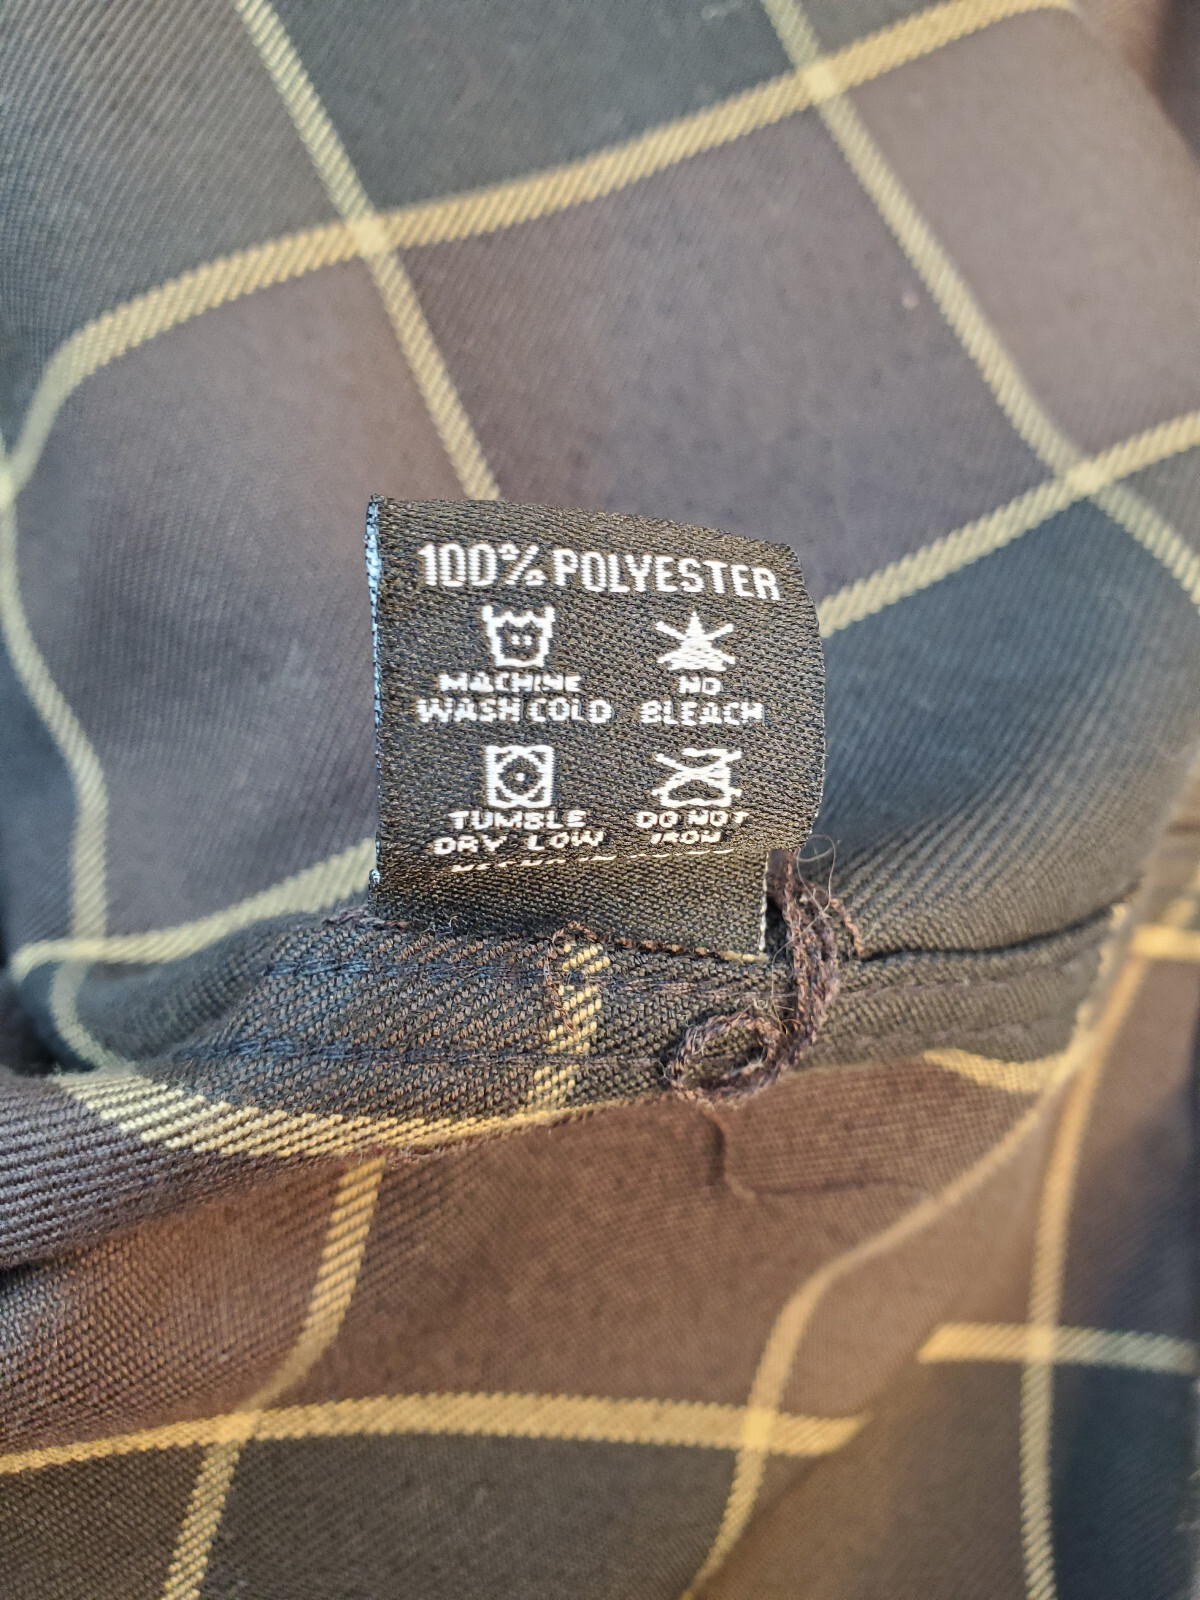 100% POLYESTER
MACHINE NO
WASH COLD BLEACH
TUMBLE DO NOT
DRY LOW IRON